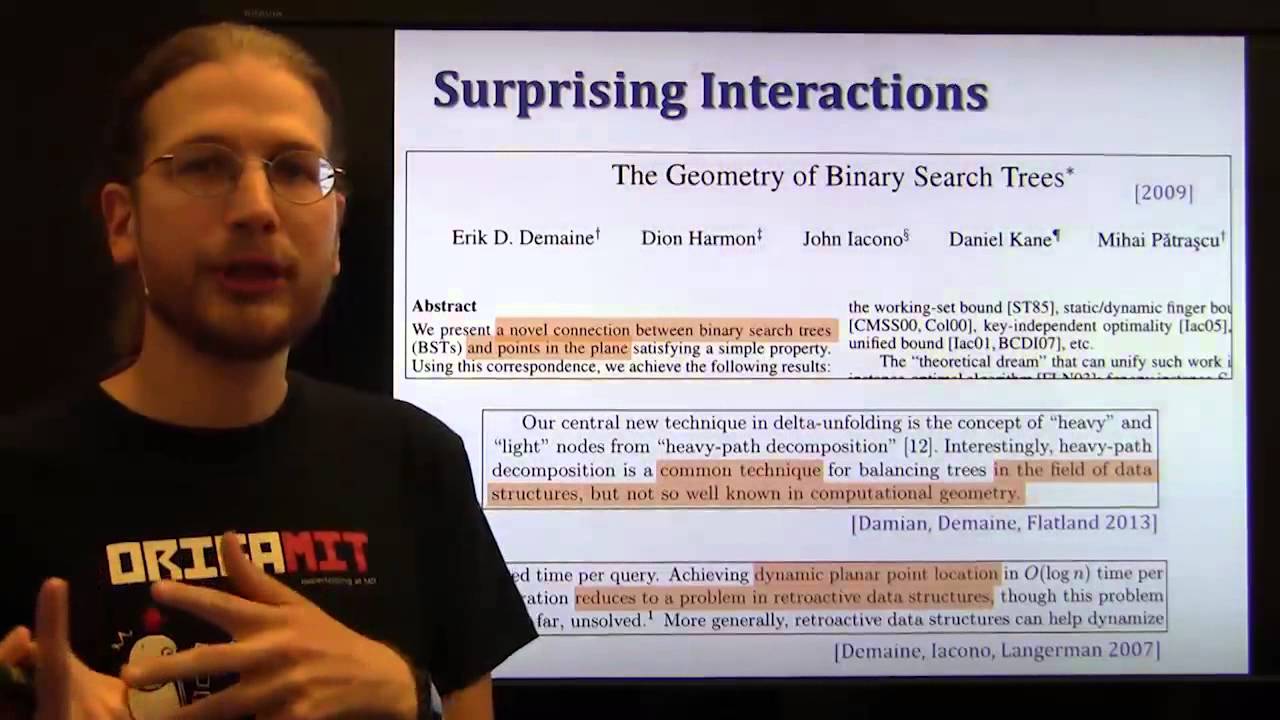 Surprising Interactions
The Geometry of Binary Search Trees*
[2009]
Erik D. Demaine† Dion Harmon‡ John Iacono§ Daniel Kane¶ Mihai Pătraşcu†
Abstract
We present a novel connection between binary search trees
(BSTs) and points in the plane satisfying a simple property.
Using this correspondence, we achieve the following results:
the working-set bound [ST85], static/dynamic finger bou
[CMSS00, Col00], key-independent optimality [Iac05],
unified bound [Iac01, BCDI07], etc.
The “theoretical dream” that can unify such work i
Our central new technique in delta-unfolding is the concept of “heavy” and
“light” nodes from “heavy-path decomposition” [12]. Interestingly, heavy-path
decomposition is a common technique for balancing trees in the field of data
structures, but not so well known in computational geometry.
[Damian, Demaine, Flatland 2013]
ed time per query. Achieving dynamic planar point location in O(log n) time per
ration reduces to a problem in retroactive data structures, though this problem
far, unsolved.¹ More generally, retroactive data structures can help dynamize
[Demaine, Iacono, Langerman 2007]
ORIGAMIT